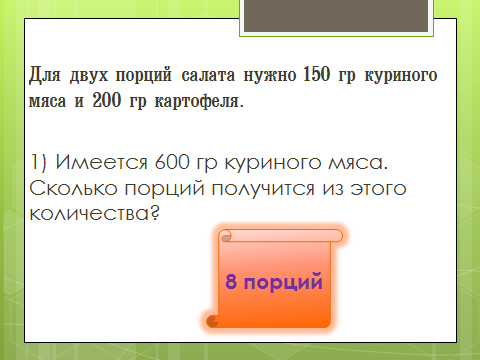 Для двух порций салата нужно 150 гр куриного
мяса и 200 гр картофеля.
1) Имеется 600 гр куриного мяса.
Сколько порций получится из этого
количества?
8 порций